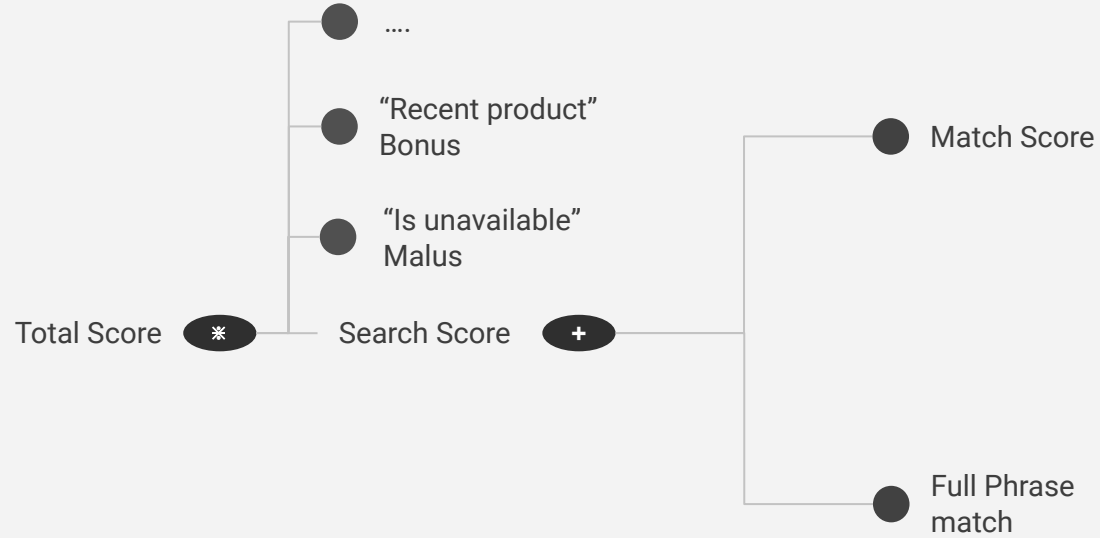 ….
“Recent product”
Bonus
Match Score
“Is unavailable”
Malus
Total Score
⨳
Search Score
+
Full Phrase
match